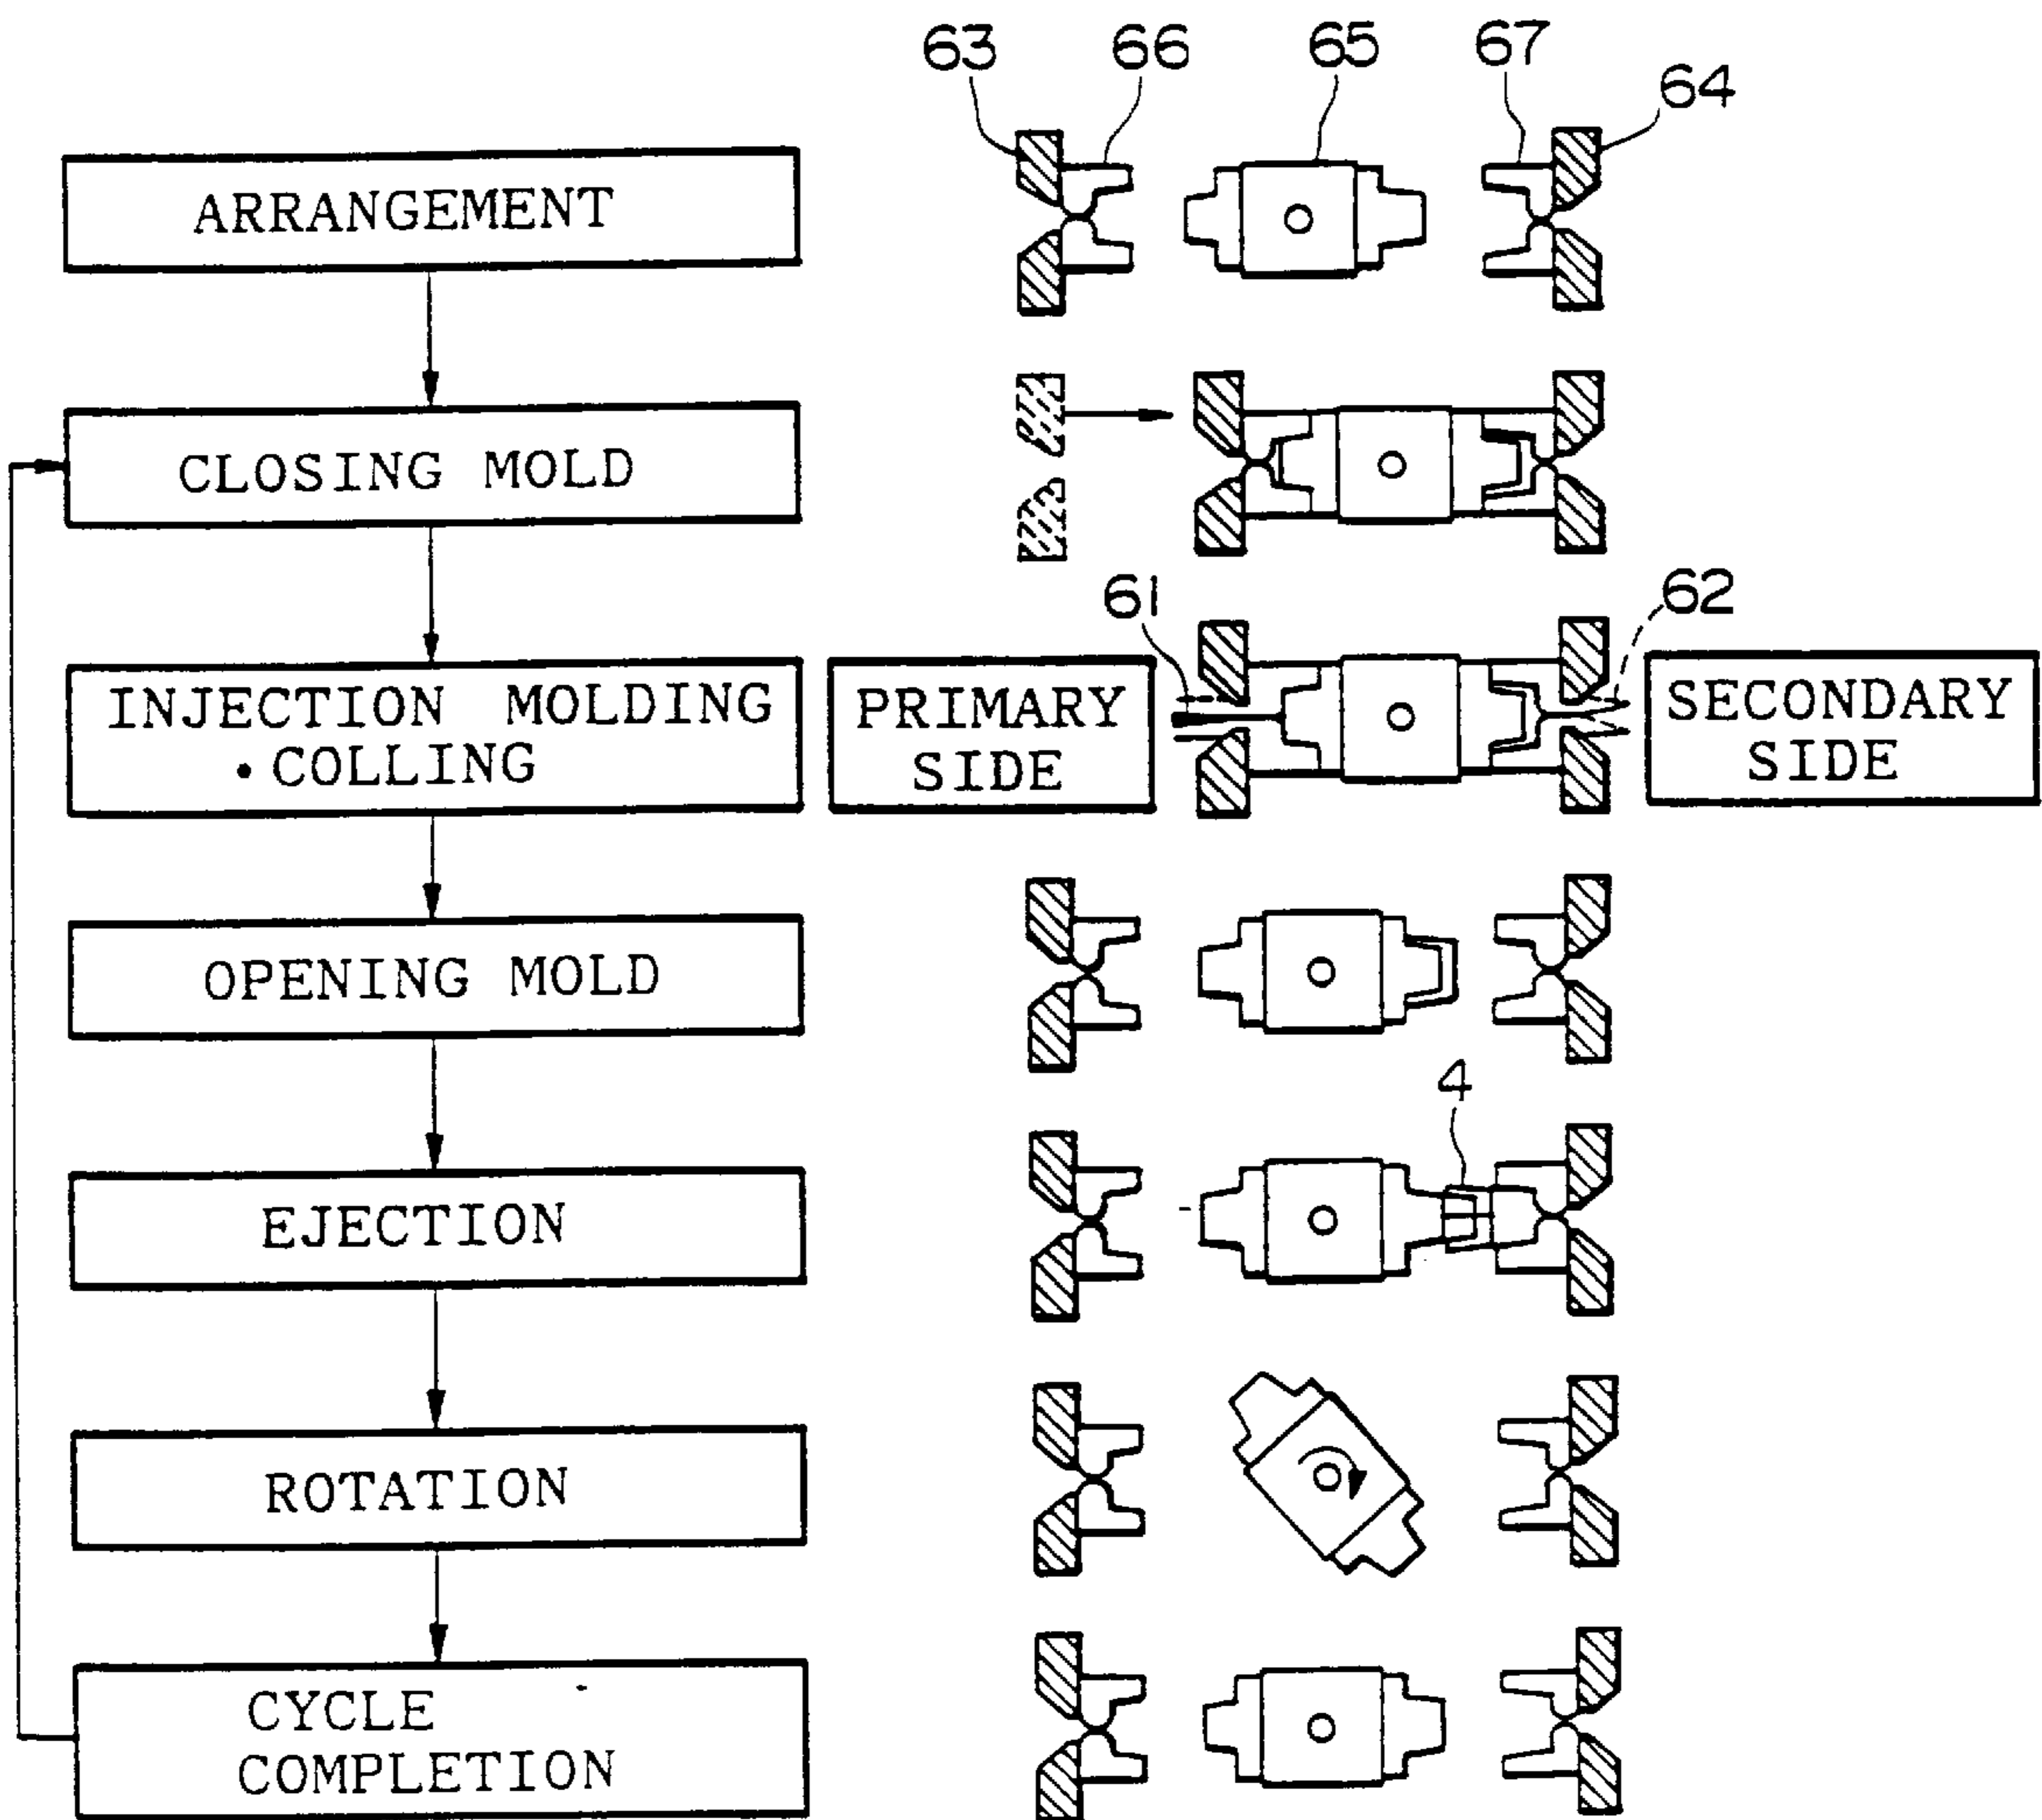 63 66 65 67 64
ARRANGEMENT
CLOSING MOLD
61 62
INJECTION MOLDING
• COLLING
PRIMARY
SIDE
SECONDARY
SIDE
OPENING MOLD
4
EJECTION
ROTATION
CYCLE
COMPLETION